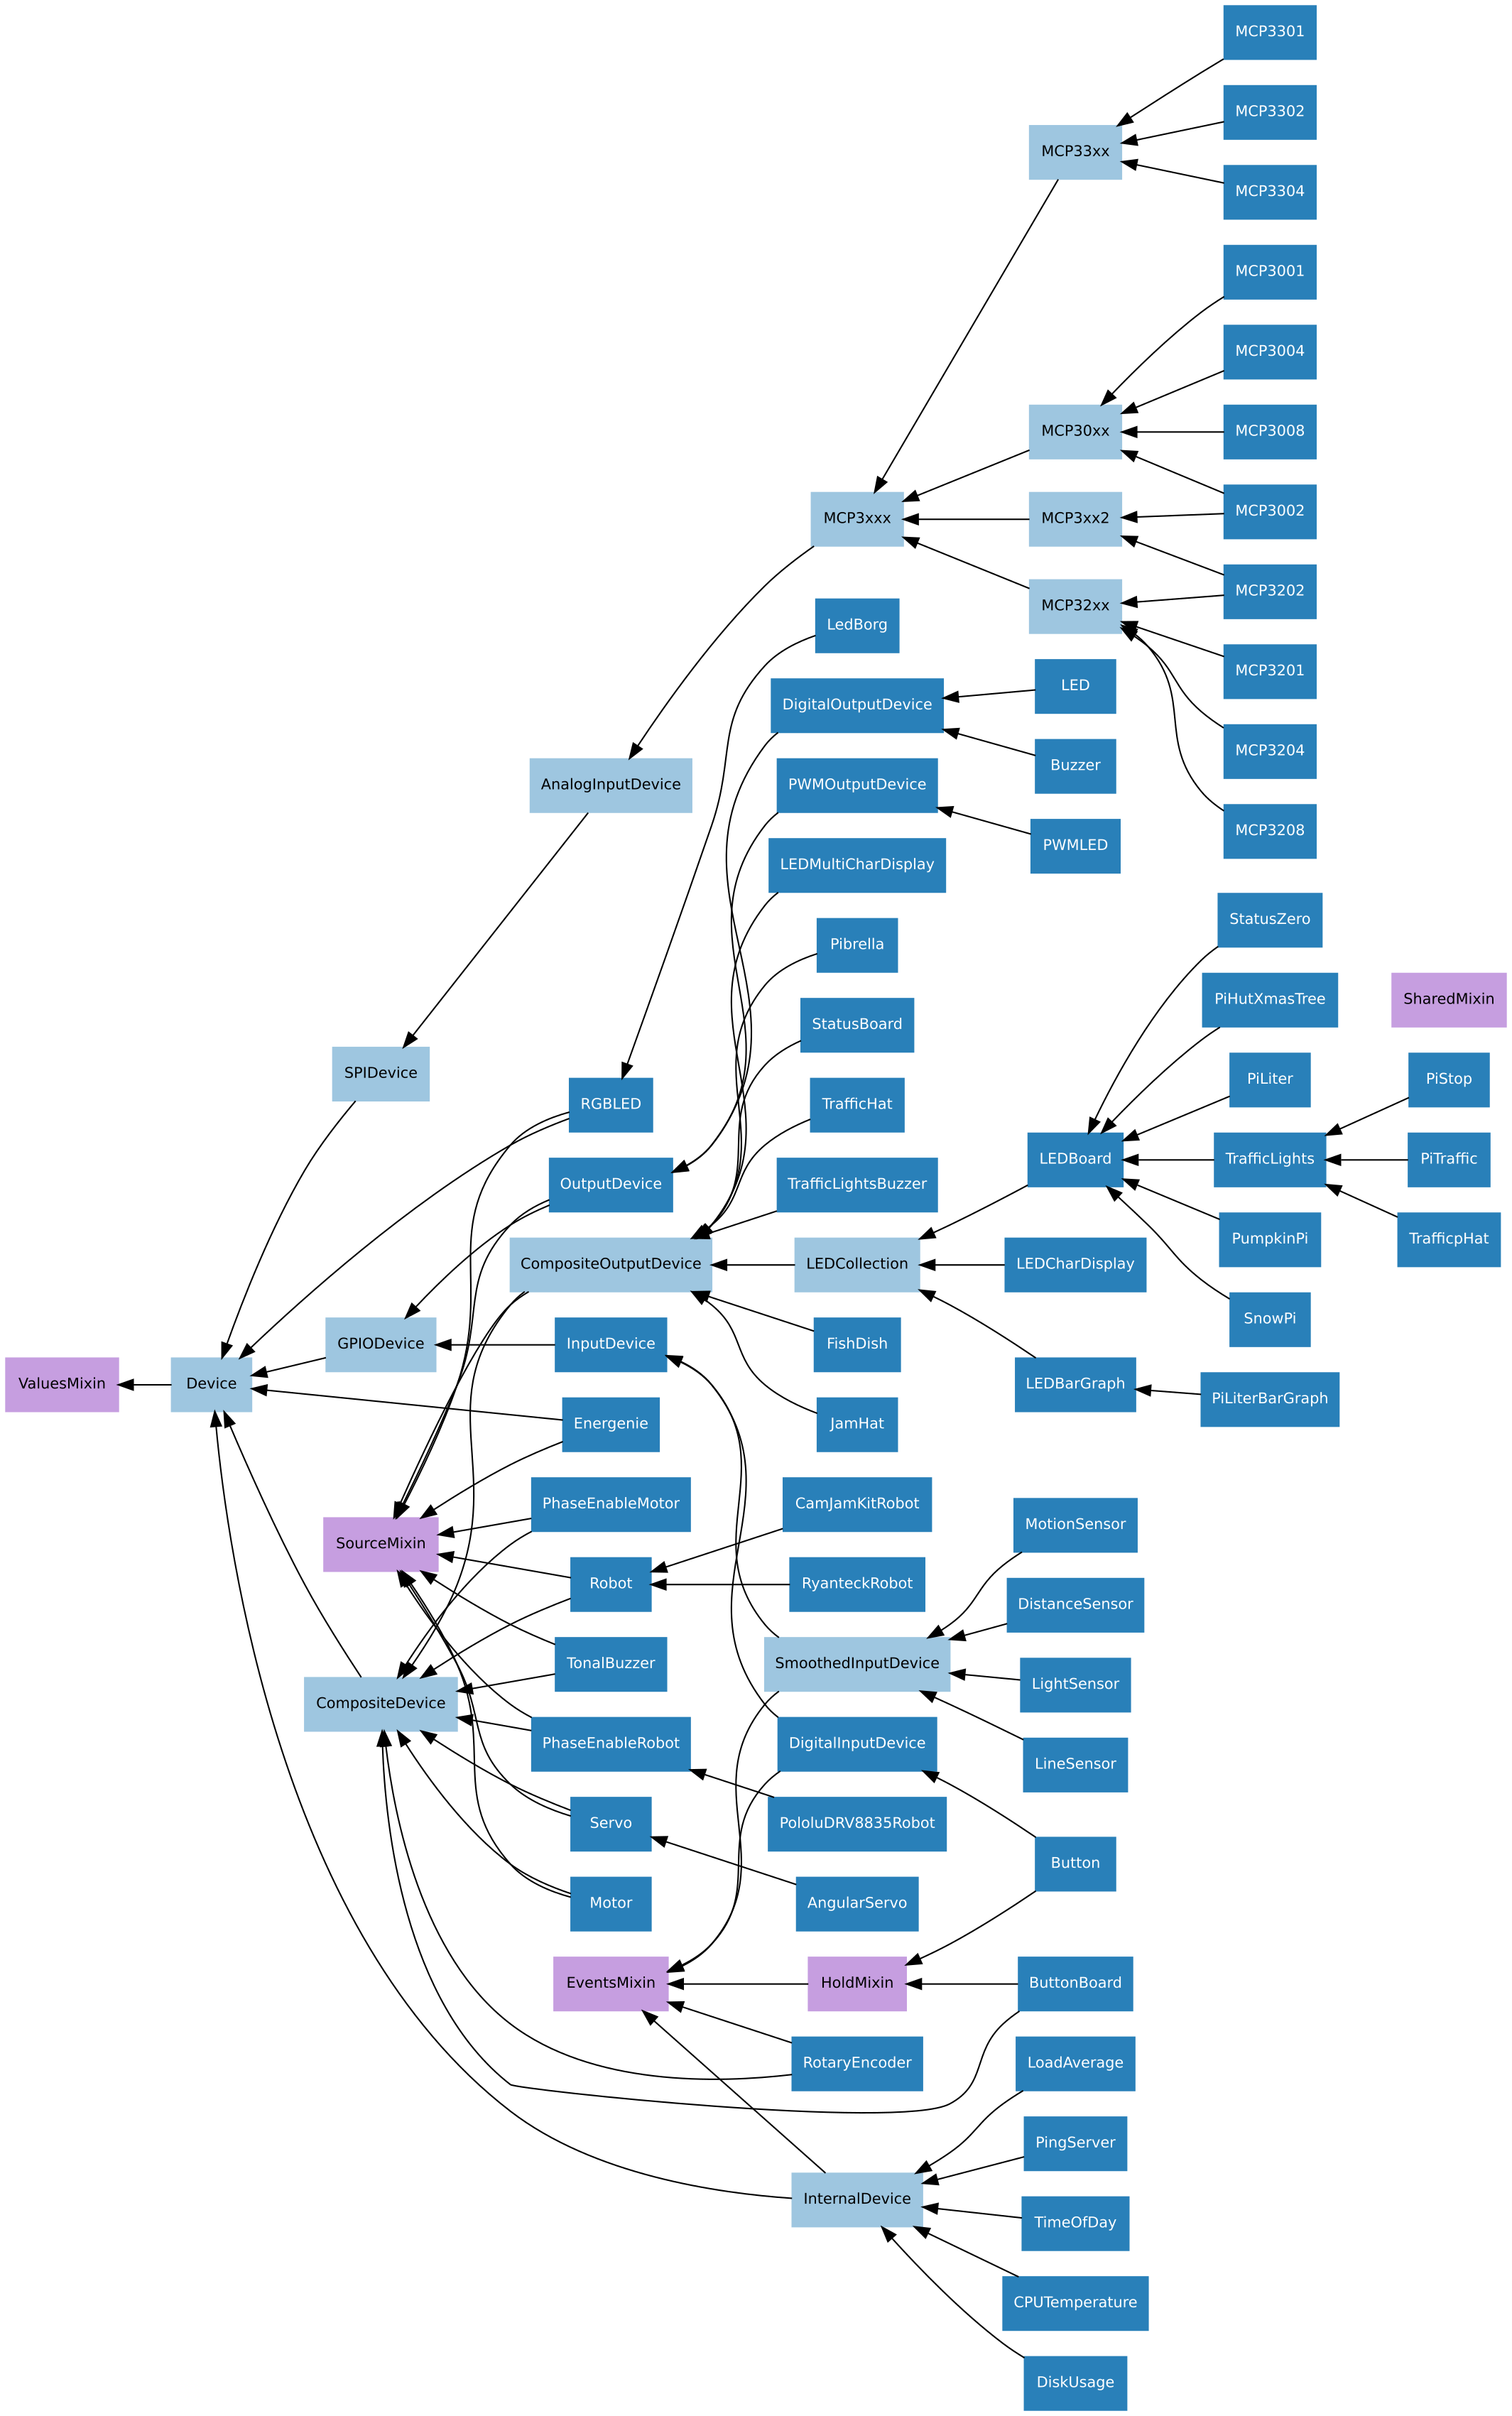 MCP3301
MCP3302
MCP33xx
MCP3304
MCP3001
MCP3004
MCP30xx
MCP3008
MCP3002
MCP3xxx
MCP3xx2
MCP3202
MCP32xx
LedBorg
MCP3201
LED
DigitalOutputDevice
MCP3204
Buzzer
AnalogInputDevice
PWMOutputDevice
MCP3208
PWMLED
LEDMultiCharDisplay
StatusZero
Pibrella
PiHutXmasTree
SharedMixin
StatusBoard
SPIDevice
PiLiter
PiStop
RGBLED
TrafficHat
LEDBoard
TrafficLights
PiTraffic
OutputDevice
TrafficLightsBuzzer
PumpkinPi
TrafficpHat
CompositeOutputDevice
LEDCollection
LEDCharDisplay
SnowPi
GPIODevice
InputDevice
FishDish
ValuesMixin
Device
LEDBarGraph
PiLiterBarGraph
Energenie
JamHat
PhaseEnableMotor
CamJamKitRobot
MotionSensor
SourceMixin
Robot
RyanteckRobot
DistanceSensor
TonalBuzzer
SmoothedInputDevice
LightSensor
CompositeDevice
PhaseEnableRobot
DigitalInputDevice
LineSensor
Servo
PololuDRV8835Robot
Button
Motor
AngularServo
EventsMixin
HoldMixin
ButtonBoard
RotaryEncoder
LoadAverage
PingServer
InternalDevice
TimeOfDay
CPUTemperature
DiskUsage